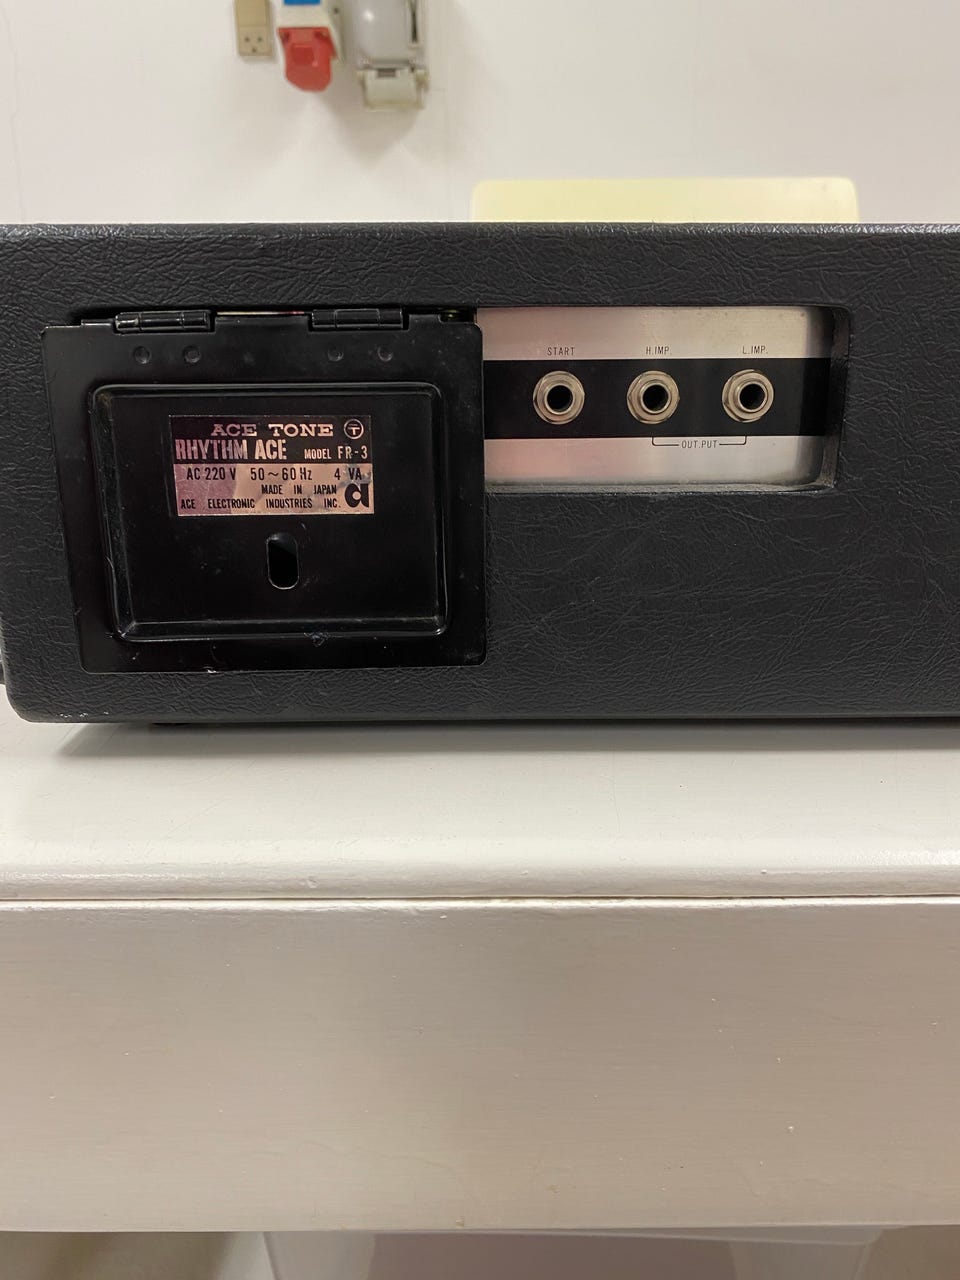 ACE TONE T
RHYTHM ACE MODEL FR-3
AC 220 V 50~60 Hz 4 VA
MADE IN JAPAN
ACE ELECTRONIC INDUSTRIES INC. a
START H.IMP. L.IMP.
OUT.PUT